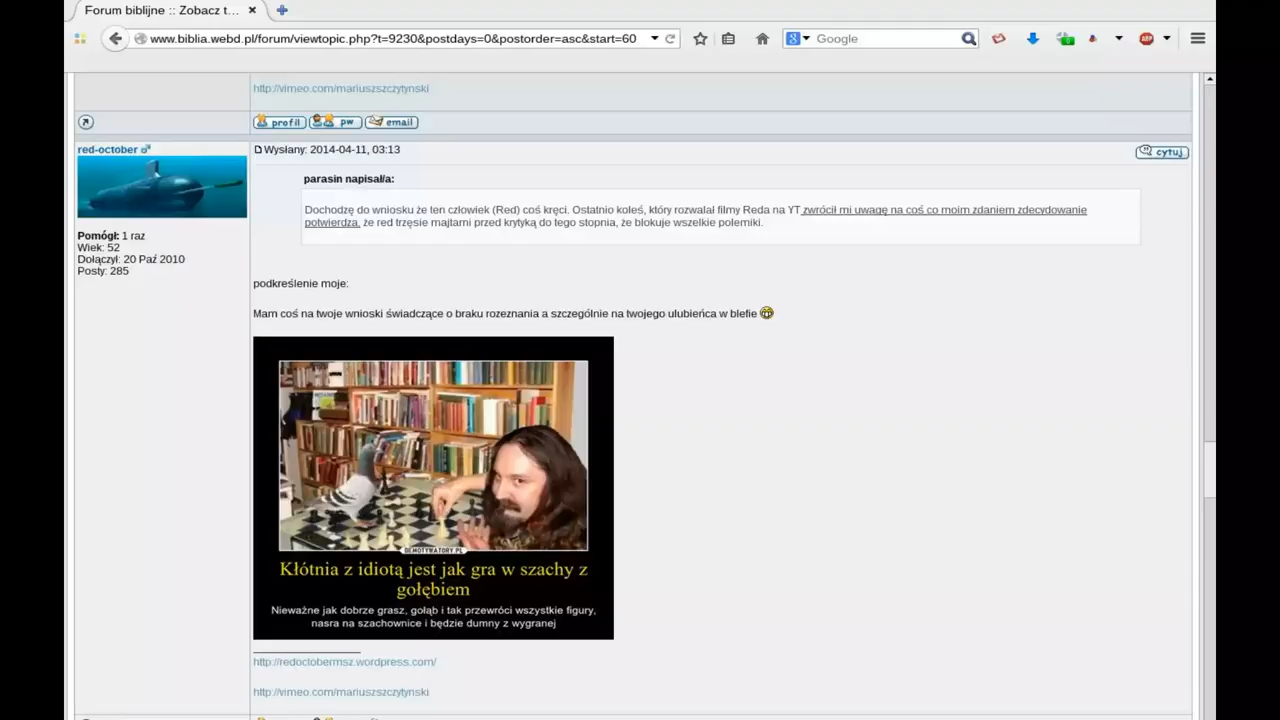 Forum biblijne :: Zobacz t...
www.biblia.webd.pl/forum/viewtopic.php?t=9230&postdays=0&postorder=asc&start=60
Google
ABP
http://vimeo.com/mariuszszczytynski
profil pw email
red-october
Wysłany: 2014-04-11, 03:13
cytuj
parasin napisał/a:
Dochodzę do wniosku że ten człowiek (Red) coś kręci. Ostatnio koleś, który rozwalał filmy Reda na YT zwrócił mi uwagę na coś co moim zdaniem zdecydowanie
potwierdza, że red trzęsie majtami przed krytyką do tego stopnia, że blokuje wszelkie polemiki.
Pomógł: 1 raz
Wiek: 52
Dołączył: 20 Paź 2010
Posty: 285
podkreślenie moje:
Mam coś na twoje wnioski świadczące o braku rozeznania a szczególnie na twojego ulubieńca w blefie
DEMOTYWATORY.PL
Kłótnia z idiotą jest jak gra w szachy z
gołębiem
Nieważne jak dobrze grasz, gołąb i tak przewróci wszystkie figury,
nasra na szachownice i będzie dumny z wygranej
http://redoctobermsz.wordpress.com/
http://vimeo.com/mariuszszczytynski